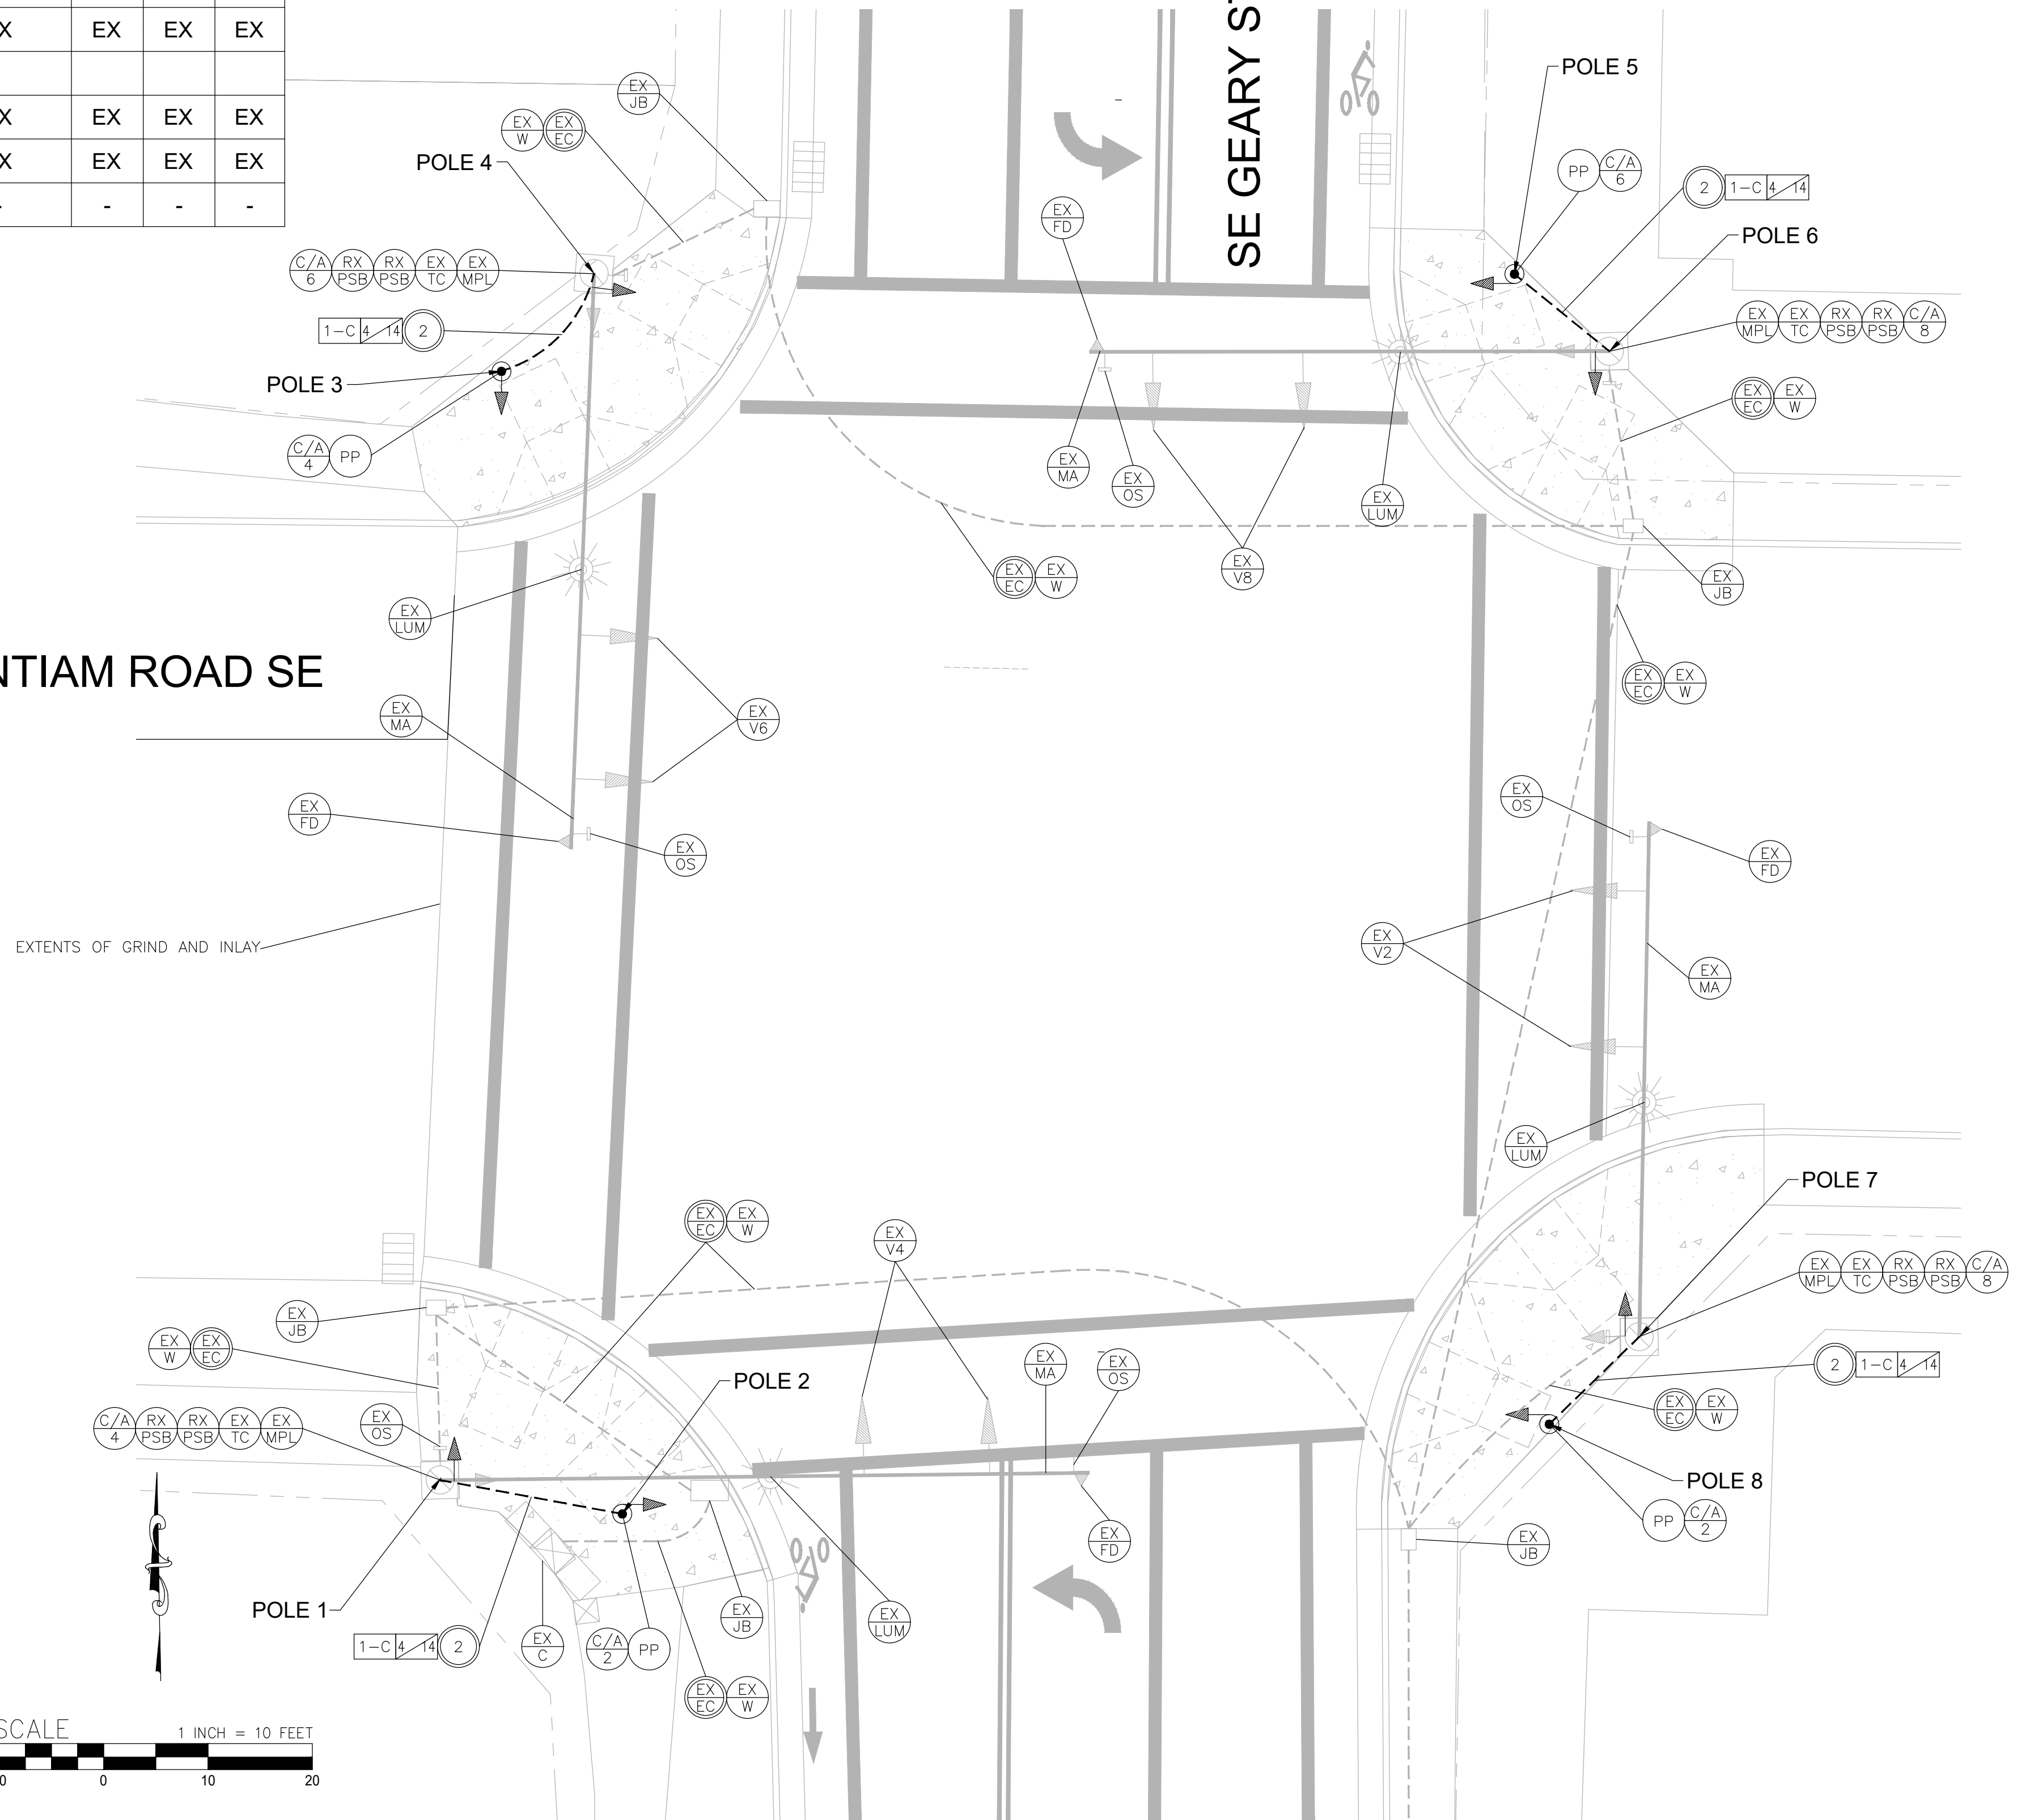 EX EX EX
EX EX EX
EX EX EX
- - - -
SE GEARY
POLE 5
EX
JB
EX
W
EX
EC
POLE 4
PP
C/A
6
2
1-C 4 14
POLE 6
EX
FD
C/A
6
RX
PSB
RX
PSB
EX
TC
EX
MPL
1-C 4 14
2
EX
MPL
EX
TC
RX
PSB
RX
PSB
C/A
8
POLE 3
EX
EC
EX
W
C/A
4
PP
EX
MA
EX
OS
EX
LUM
EX
EC
EX
W
EX
V8
EX
JB
EX
LUM
ROAD SE
EX
EC
EX
W
EX
MA
EX
V6
EX
FD
EX
OS
EX
OS
EX
FD
EX
V2
EX
MA
EXTENTS OF GRIND AND INLAY
EX
LUM
POLE 7
EX
EC
EX
W
EX
V4
EX
MPL
EX
TC
RX
PSB
RX
PSB
C/A
8
EX
JB
EX
W
EX
EC
EX
MA
EX
OS
2
1-C 4 14
POLE 2
C/A
4
RX
PSB
RX
PSB
EX
TC
EX
MPL
EX
OS
EX
EC
EX
W
POLE 8
PP
C/A
2
EX
FD
EX
JB
POLE 1
1-C 4 14
2
EX
C
C/A
2
PP
EX
JB
EX
LUM
EX
EC
EX
W
SCALE 1 INCH = 10 FEET
0 10 20